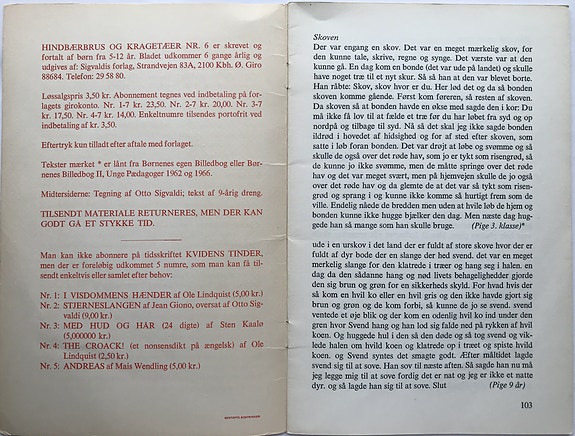 HINDBÆRBRUS OG KRAGETÆER NR. 6 er skrevet og
fortalt af børn fra 5-12 år. Bladet udkommer 6 gange årlig og
udgives af: Sigvaldis forlag, Strandvejen 83A, 2100 Kbh. Ø. Giro
88684. Telefon: 29 58 80.
Løssalgspris 3,50 kr. Abonnement tegnes ved indbetaling på for-
lagets girokonto. Nr. 1-7 kr. 23,50. Nr. 2-7 kr. 20,00. Nr. 3-7
kr. 17,50. Nr. 4-7 kr. 14,00. Enkeltnumre tilsendes portofrit ved
indbetaling af kr. 3,50.
Eftertryk kun tilladt efter aftale med forlaget.
Tekster mærket * er lånt fra Børnenes egen Billedbog eller Bør-
nenes Billedbog II, Unge Pædagoger 1962 og 1966.
Midtersiderne: Tegning af Otto Sigvaldi; tekst af 9-årig dreng.
TILSENDT MATERIALE RETURNERES, MEN DER KAN
GODT GÅ ET STYKKE TID.
Man kan ikke abonnere på tidsskriftet KVIDENS TINDER,
men der er foreløbig udkommet 5 numre, som man kan få til-
sendt enkeltvis eller samlet efter behov:
Nr. 1: I VISDOMMENS HÆNDER af Ole Lindquist (5,00 kr.)
Nr. 2: STJERNESLANGEN af Jean Giono, oversat af Otto Sig-
valdi (9,00 kr.)
Nr. 3: MED HUD OG HÅR (24 digte) af Sten Kaalø
(5,000000 kr.)
Nr. 4: THE CROACK! (et nonsensdikt på ængelsk) af Ole
Lindquist (2,50 kr.)
Nr. 5: ANDREAS af Mais Wendling (5,00 kr.)
Skoven
Der var engang en skov. Det var en meget mærkelig skov, for
den kunne tale, skrive, regne og synge. Det værste var at den
kunne gå. En dag kom en bonde (det var ude på landet) og skulle
have noget træ til et nyt skur. Så så han at den var blevet borte.
Han råbte: Skov, skov hvor er du. Her lød det og da så bonden
skoven komme gående. Først kom føreren, så resten af skoven.
Da skoven så at bonden havde en økse med sagde den i kor: Du
må ikke få lov til at fælde et træ før du har løbet fra syd og op
nordpå og tilbage til syd. Nå så det skal jeg ikke sagde bonden
ildrød i hovedet af hidsighed og for af sted efter skoven, som
satte i løb foran bonden. Det var drøjt at løbe og svømme og så
skulle de også over det røde hav, som jo er tykt som risengrød, så
de kunne jo ikke svømme, men de måtte springe over det røde
hav og det var meget svært, men på hjemvejen skulle de jo også
over det røde hav og da glemte de at det var så tykt som risen-
grød og sprang i og kunne ikke komme så hurtigt frem som de
ville. Endelig nåede de bredden men uden at hvile løb de hjem og
bonden kunne ikke hugge bjælker den dag. Men næste dag hug-
gede han så mange som han skulle bruge. (Pige 3. klasse)*
ude i en urskov i det land der er fuldt af store skove hvor der er
fuldt af dyr bode der en slange der hed svend. det var en meget
merkelig slange for den klatrede i træer og hang sej i halen. en
dag da den sådanne hang og nød livets behagelighedder gjorde
den sig brun og grøn for en sikkerheds skyld. For hvad hvis der
så kom en hvil ko eller en hvil gris og den ikke havde gjort sig
brun og grøn og de kom forbi, så kunne de jo se svend. svend
ventede et øje blik og der kom en odenlig hvil ko ind under den
gren hvor Svend hang og han lod sig falde ned på rykken af hvil
koen. Og huggede hul i den så den døde og så tog svend og vik-
lede halen om hvil koen og klatrede op i træet og spiste hvild
koen. og Svend syntes det smagte godt. Æfter måltidet lagde
svend sig til at sove. Han sov til næste aften. Så sagde han nu må
jeg lægge mig til at sove fordig det er nat og jeg er ikke et natte
dyr. og så lagde han sig til at sove. Slut (Pige 9 år)
103